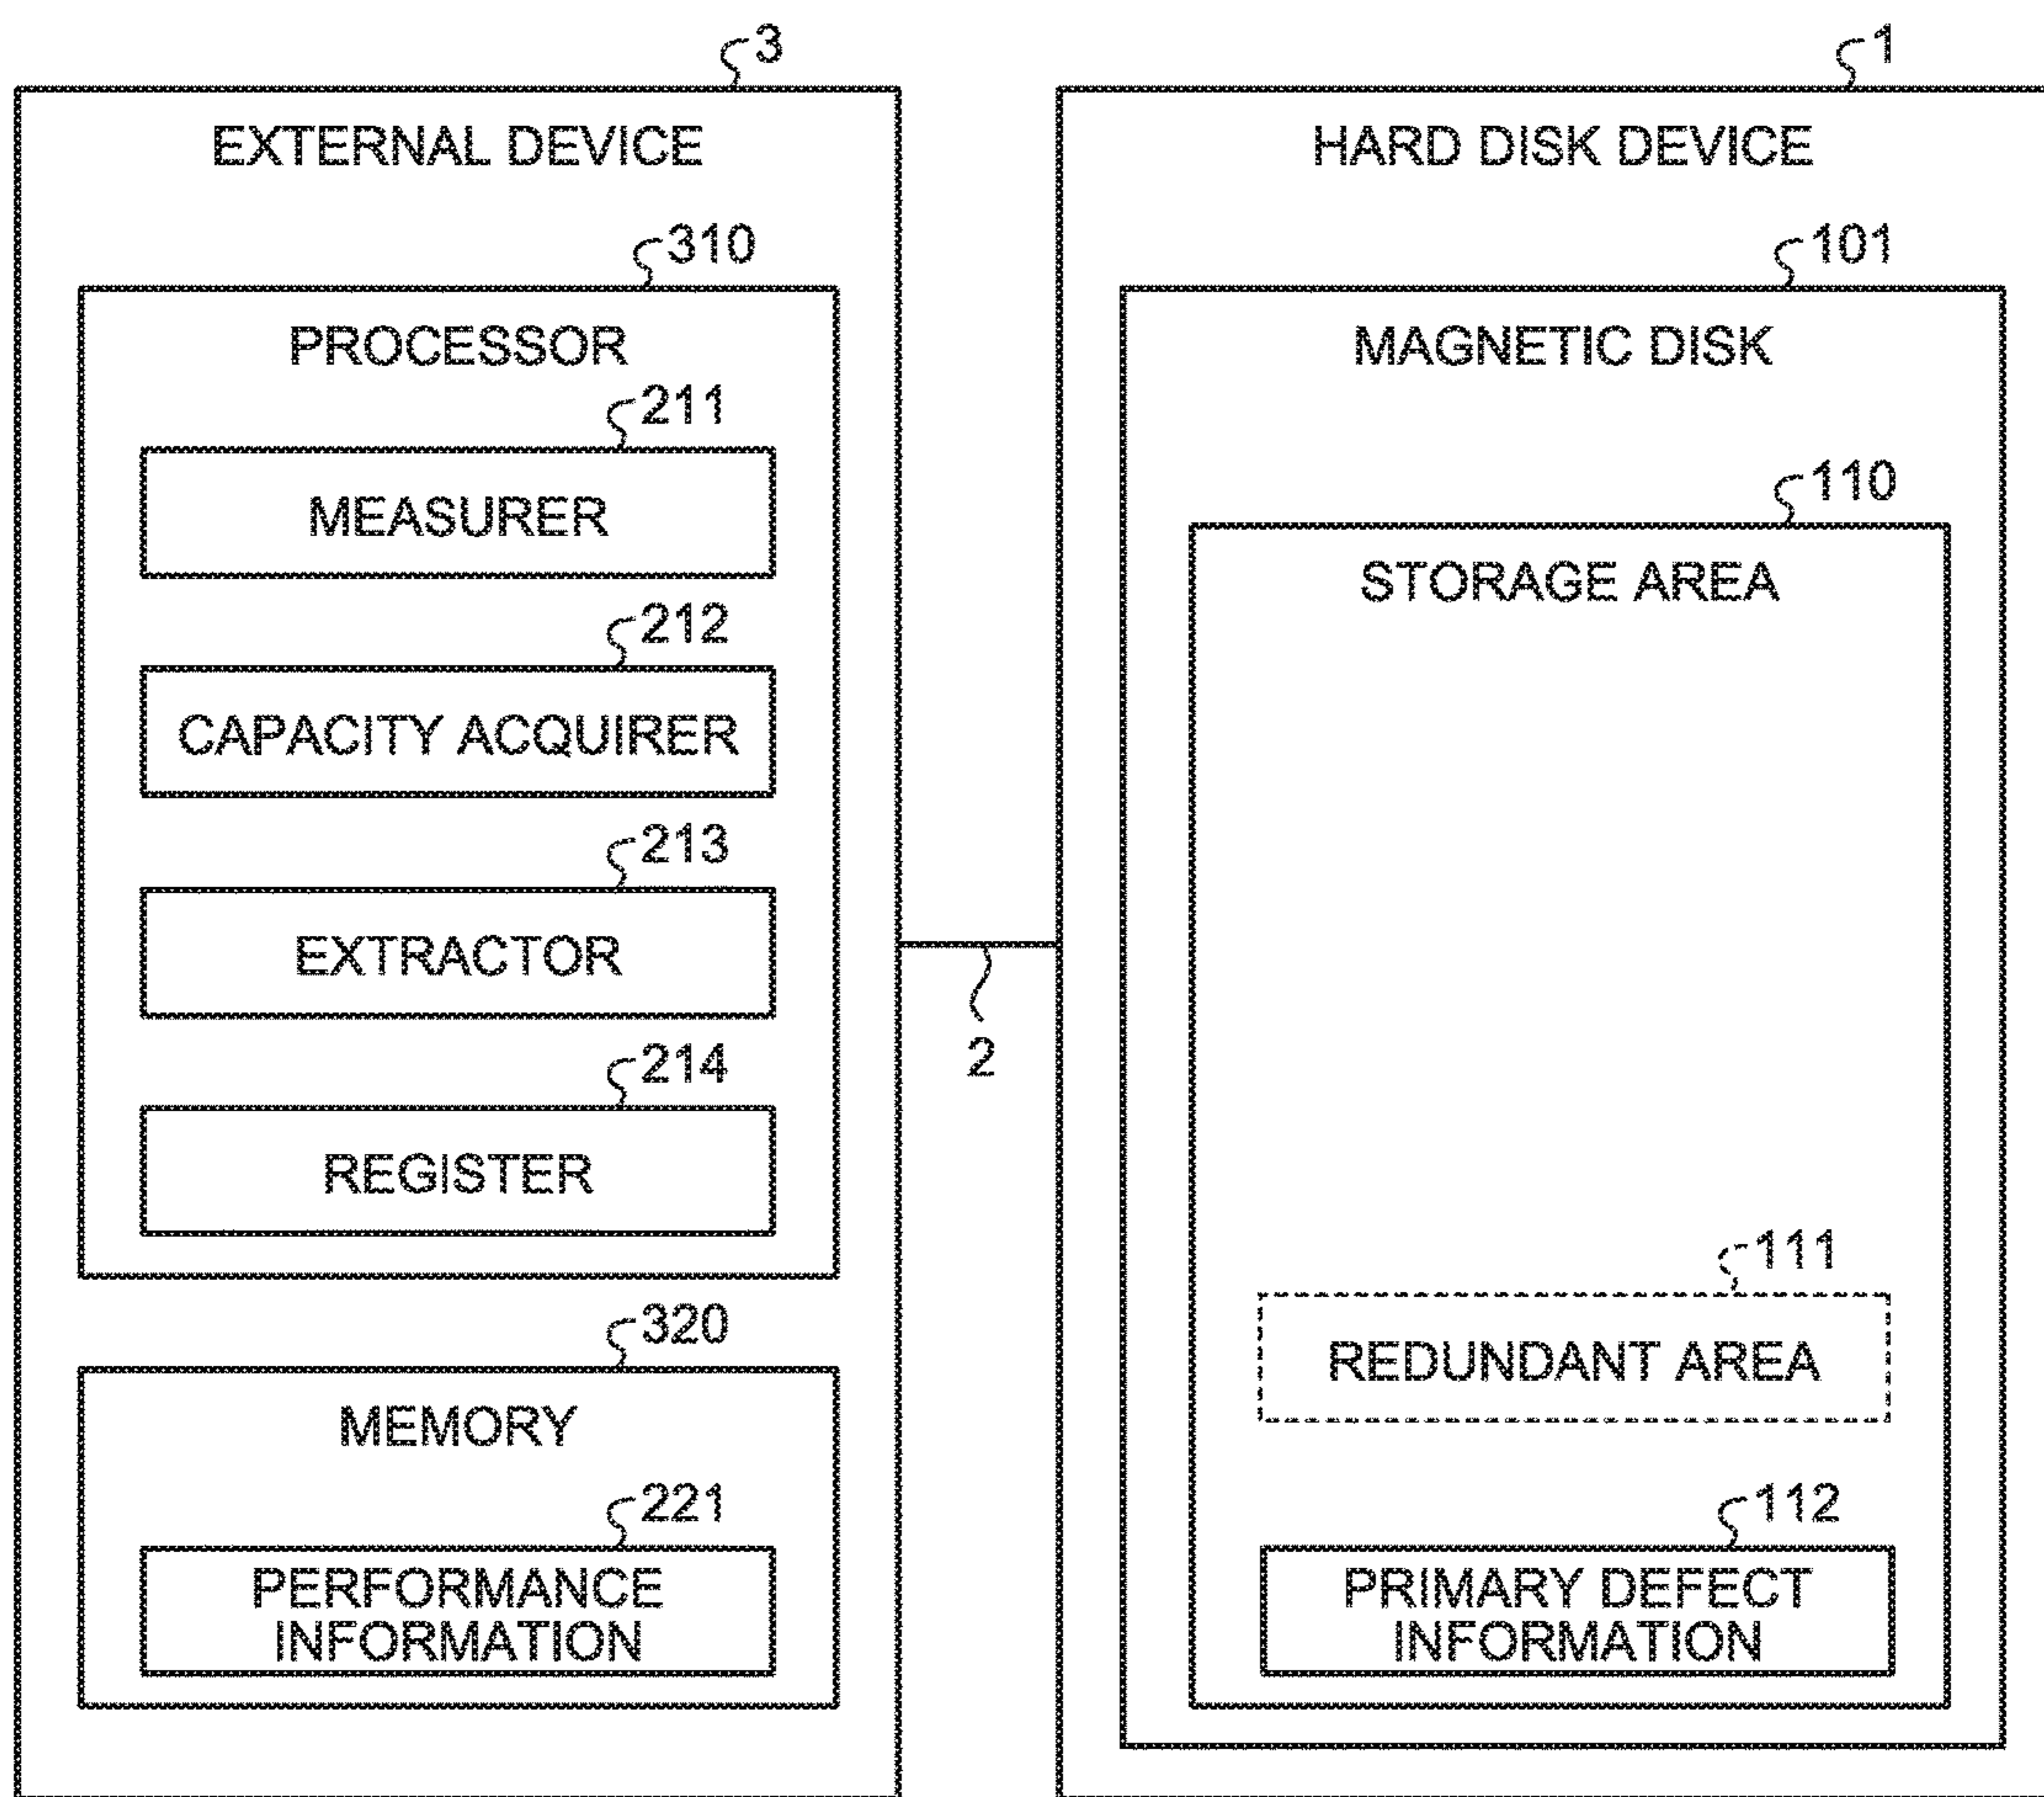 3
EXTERNAL DEVICE
310
PROCESSOR
211
MEASURER
212
CAPACITY ACQUIRER
213
EXTRACTOR
214
REGISTER
320
MEMORY
221
PERFORMANCE
INFORMATION
2
1
HARD DISK DEVICE
101
MAGNETIC DISK
110
STORAGE AREA
111
REDUNDANT AREA
112
PRIMARY DEFECT
INFORMATION